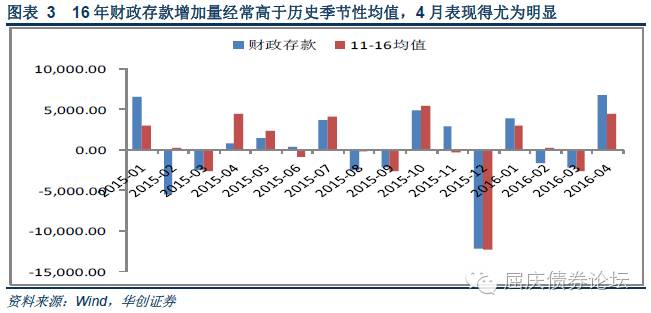 图表 3 16 年财政存款增加量经常高于历史季节性均值，4 月表现得尤为明显
财政存款 11-16均值
10,000.00
5,000.00
0.00
-5,000.00
-10,000.00
-15,000.00
2015-01 2015-02 2015-03 2015-04 2015-05 2015-06 2015-07 2015-08 2015-09 2015-10 2015-11 2015-12 2016-01 2016-02 2016-03 2016-04
屈庆债券论坛
资料来源：Wind，华创证券